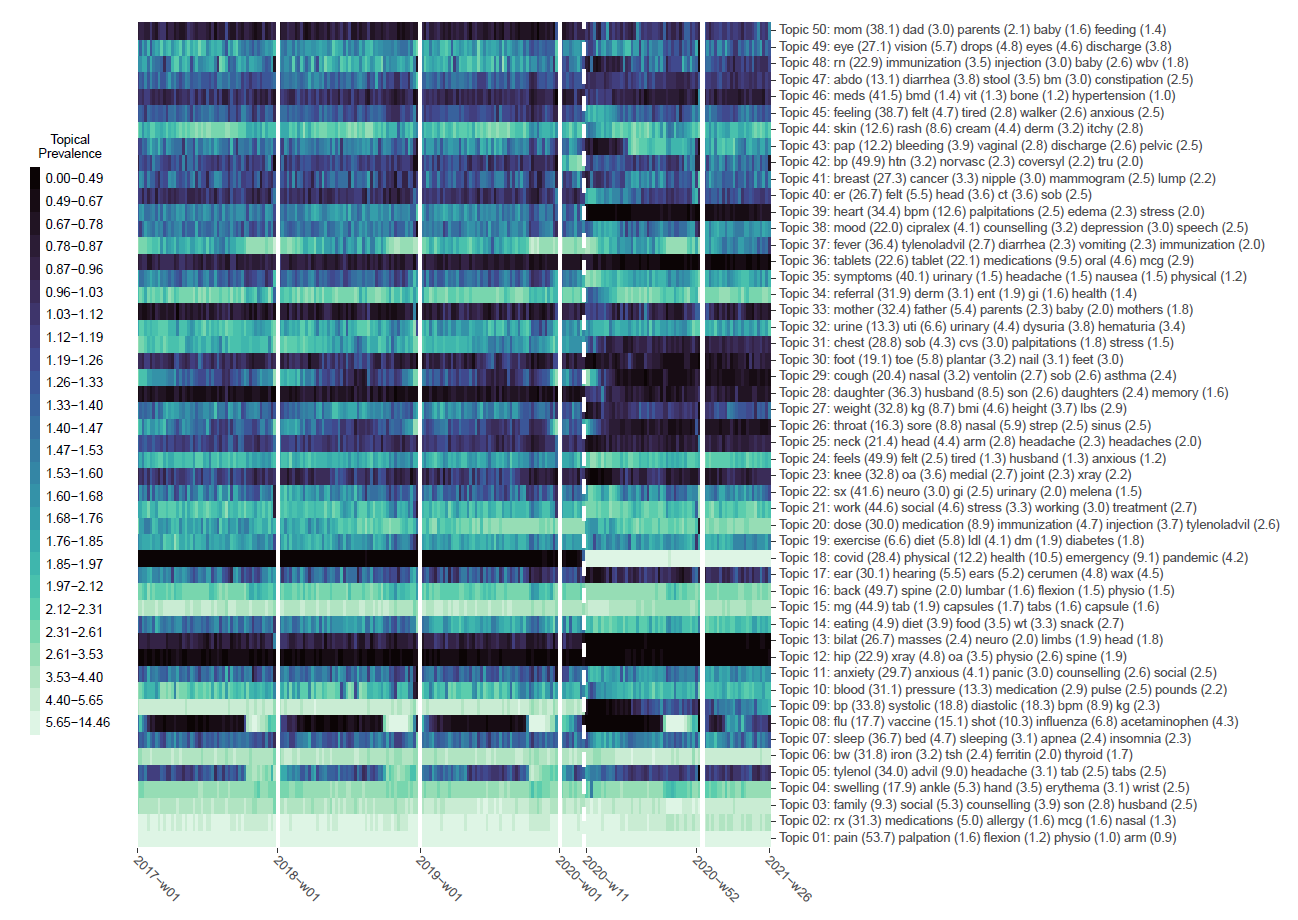 Topic 50: mom (38.1) dad (3.0) parents (2.1) baby (1.6) feeding (1.4)
Topic 49: eye (27.1) vision (5.7) drops (4.8) eyes (4.6) discharge (3.8)
Topic 48: rn (22.9) immunization (3.5) injection (3.0) baby (2.6) wbv (1.8)
Topic 47: abdo (13.1) diarrhea (3.8) stool (3.5) bm (3.0) constipation (2.5)
Topic 46: meds (41.5) bmd (1.4) vit (1.3) bone (1.2) hypertension (1.0)
Topic 45: feeling (38.7) felt (4.7) tired (2.8) walker (2.6) anxious (2.5)
Topic 44: skin (12.6) rash (8.6) cream (4.4) derm (3.2) itchy (2.8)
Topic 43: pap (12.2) bleeding (3.9) vaginal (2.8) discharge (2.6) pelvic (2.5)
Topic 42: bp (49.9) htn (3.2) norvasc (2.3) coversyl (2.2) tru (2.0)
Topic 41: breast (27.3) cancer (3.3) nipple (3.0) mammogram (2.5) lump (2.2)
Topic 40: er (26.7) felt (5.5) head (3.6) ct (3.6) sob (2.5)
Topic 39: heart (34.4) bpm (12.6) palpitations (2.5) edema (2.3) stress (2.0)
Topic 38: mood (22.0) cipralex (4.1) counselling (3.2) depression (3.0) speech (2.5)
Topic 37: fever (36.4) tylenoladvil (2.7) diarrhea (2.3) vomiting (2.3) immunization (2.0)
Topic 36: tablets (22.6) tablet (22.1) medications (9.5) oral (4.6) mcg (2.9)
Topic 35: symptoms (40.1) urinary (1.5) headache (1.5) nausea (1.5) physical (1.2)
Topic 34: referral (31.9) derm (3.1) ent (1.9) gi (1.6) health (1.4)
Topic 33: mother (32.4) father (5.4) parents (2.3) baby (2.0) mothers (1.8)
Topic 32: urine (13.3) uti (6.6) urinary (4.4) dysuria (3.8) hematuria (3.4)
Topic 31: chest (28.8) sob (4.3) cvs (3.0) palpitations (1.8) stress (1.5)
Topic 30: foot (19.1) toe (5.8) plantar (3.2) nail (3.1) feet (3.0)
Topic 29: cough (20.4) nasal (3.2) ventolin (2.7) sob (2.6) asthma (2.4)
Topic 28: daughter (36.3) husband (8.5) son (2.6) daughters (2.4) memory (1.6)
Topic 27: weight (32.8) kg (8.7) bmi (4.6) height (3.7) lbs (2.9)
Topic 26: throat (16.3) sore (8.8) nasal (5.9) strep (2.5) sinus (2.5)
Topic 25: neck (21.4) head (4.4) arm (2.8) headache (2.3) headaches (2.0)
Topic 24: feels (49.9) felt (2.5) tired (1.3) husband (1.3) anxious (1.2)
Topic 23: knee (32.8) oa (3.6) medial (2.7) joint (2.3) xray (2.2)
Topic 22: sx (41.6) neuro (3.0) gi (2.5) urinary (2.0) melena (1.5)
Topic 21: work (44.6) social (4.6) stress (3.3) working (3.0) treatment (2.7)
Topic 20: dose (30.0) medication (8.9) immunization (4.7) injection (3.7) tylenoladvil (2.6)
Topic 19: exercise (6.6) diet (5.8) ldl (4.1) dm (1.9) diabetes (1.8)
Topic 18: covid (28.4) physical (12.2) health (10.5) emergency (9.1) pandemic (4.2)
Topic 17: ear (30.1) hearing (5.5) ears (5.2) cerumen (4.8) wax (4.5)
Topic 16: back (49.7) spine (2.0) lumbar (1.6) flexion (1.5) physio (1.5)
Topic 15: mg (44.9) tab (1.9) capsules (1.7) tabs (1.6) capsule (1.6)
Topic 14: eating (4.9) diet (3.9) food (3.5) wt (3.3) snack (2.7)
Topic 13: bilat (26.7) masses (2.4) neuro (2.0) limbs (1.9) head (1.8)
Topic 12: hip (22.9) xray (4.8) oa (3.5) physio (2.6) spine (1.9)
Topic 11: anxiety (29.7) anxious (4.1) panic (3.0) counselling (2.6) social (2.5)
Topic 10: blood (31.1) pressure (13.3) medication (2.9) pulse (2.5) pounds (2.2)
Topic 09: bp (33.8) systolic (18.8) diastolic (18.3) bpm (8.9) kg (2.3)
Topic 08: flu (17.7) vaccine (15.1) shot (10.3) influenza (6.8) acetaminophen (4.3)
Topic 07: sleep (36.7) bed (4.7) sleeping (3.1) apnea (2.4) insomnia (2.3)
Topic 06: bw (31.8) iron (3.2) tsh (2.4) ferritin (2.0) thyroid (1.7)
Topic 05: tylenol (34.0) advil (9.0) headache (3.1) tab (2.5) tabs (2.5)
Topic 04: swelling (17.9) ankle (5.3) hand (3.5) erythema (3.1) wrist (2.5)
Topic 03: family (9.3) social (5.3) counselling (3.9) son (2.8) husband (2.5)
Topic 02: rx (31.3) medications (5.0) allergy (1.6) mcg (1.6) nasal (1.3)
Topic 01: pain (53.7) palpation (1.6) flexion (1.2) physio (1.0) arm (0.9)
Topical
Prevalence
0.00−0.49
0.49−0.67
0.67−0.78
0.78−0.87
0.87−0.96
0.96−1.03
1.03−1.12
1.12−1.19
1.19−1.26
1.26−1.33
1.33−1.40
1.40−1.47
1.47−1.53
1.53−1.60
1.60−1.68
1.68−1.76
1.76−1.85
1.85−1.97
1.97−2.12
2.12−2.31
2.31−2.61
2.61−3.53
3.53−4.40
4.40−5.65
5.65−14.46
2017−w01
2018−w01
2019−w01
2020−w01
2020−w11
2020−w52
2021−w26